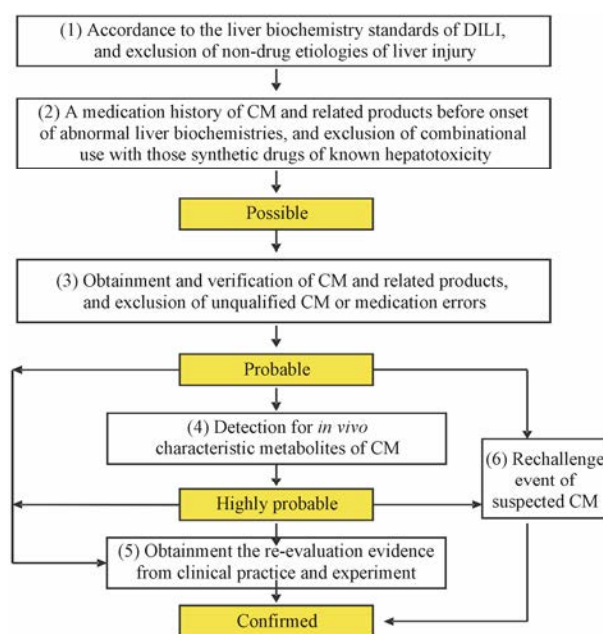 (1) Accordance to the liver biochemistry standards of DILI,
and exclusion of non-drug etiologies of liver injury
(2) A medication history of CM and related products before onset
of abnormal liver biochemistries, and exclusion of combinational
use with those synthetic drugs of known hepatotoxicity
Possible
(3) Obtainment and verification of CM and related products,
and exclusion of unqualified CM or medication errors
Probable
(4) Detection for in vivo
characteristic metabolites of CM
(6) Rechallenge
event of
suspected CM
Highly probable
(5) Obtainment the re-evaluation evidence
from clinical practice and experiment
Confirmed